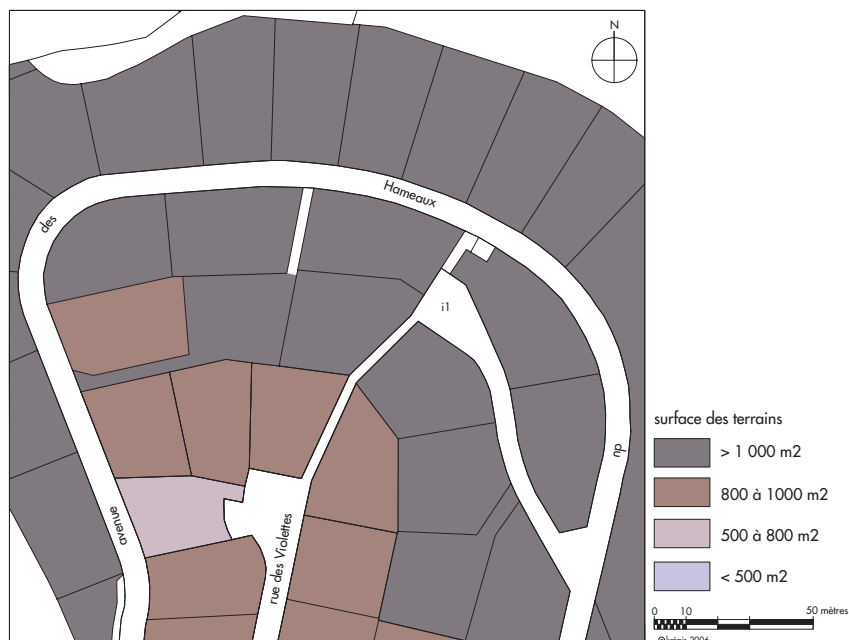 N
des
Hameaux
i1
du
avenue
rue des Violettes
surface des terrains
> 1 000 m2
800 à 1000 m2
500 à 800 m2
< 500 m2
0 10 50 mètres